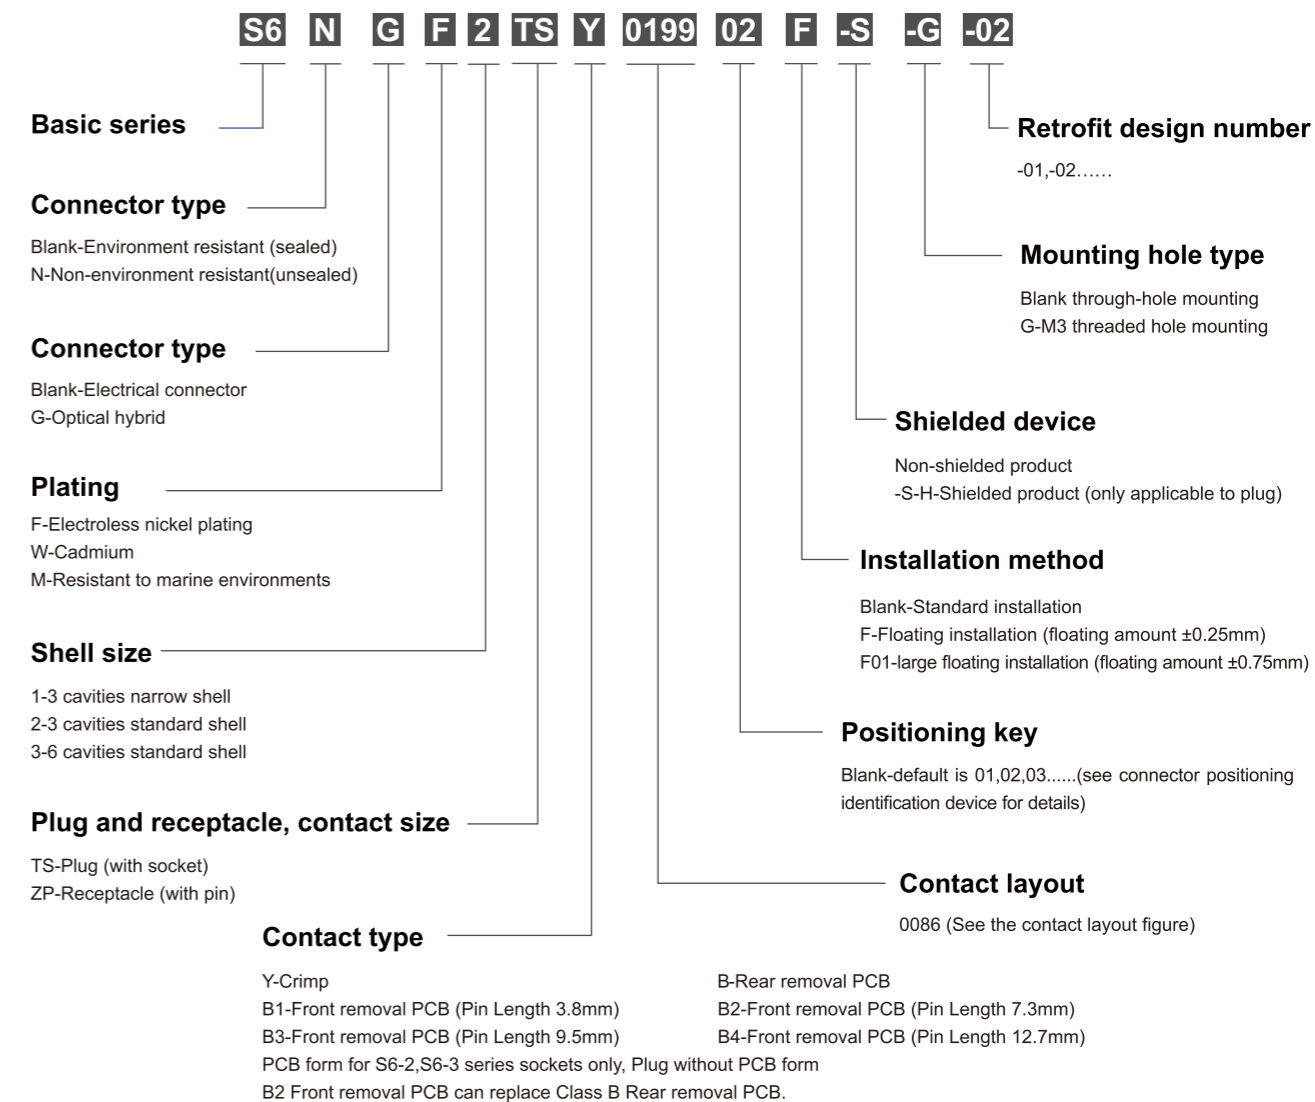 S6 N G F 2 TS Y 0199 02 F -S -G -02
Basic series
Connector type
Blank-Environment resistant (sealed)
N-Non-environment resistant(unsealed)
Connector type
Blank-Electrical connector
G-Optical hybrid
Plating
F-Electroless nickel plating
W-Cadmium
M-Resistant to marine environments
Shell size
1-3 cavities narrow shell
2-3 cavities standard shell
3-6 cavities standard shell
Plug and receptacle, contact size
TS-Plug (with socket)
ZP-Receptacle (with pin)
Retrofit design number
-01,-02......
Mounting hole type
Blank through-hole mounting
G-M3 threaded hole mounting
Shielded device
Non-shielded product
-S-H-Shielded product (only applicable to plug)
Installation method
Blank-Standard installation
F-Floating installation (floating amount ±0.25mm)
F01-large floating installation (floating amount ±0.75mm)
Positioning key
Blank-default is 01,02,03......(see connector positioning
identification device for details)
Contact layout
0086 (See the contact layout figure)
Contact type
Y-Crimp B-Rear removal PCB
B1-Front removal PCB (Pin Length 3.8mm) B2-Front removal PCB (Pin Length 7.3mm)
B3-Front removal PCB (Pin Length 9.5mm) B4-Front removal PCB (Pin Length 12.7mm)
PCB form for S6-2,S6-3 series sockets only, Plug without PCB form
B2 Front removal PCB can replace Class B Rear removal PCB.